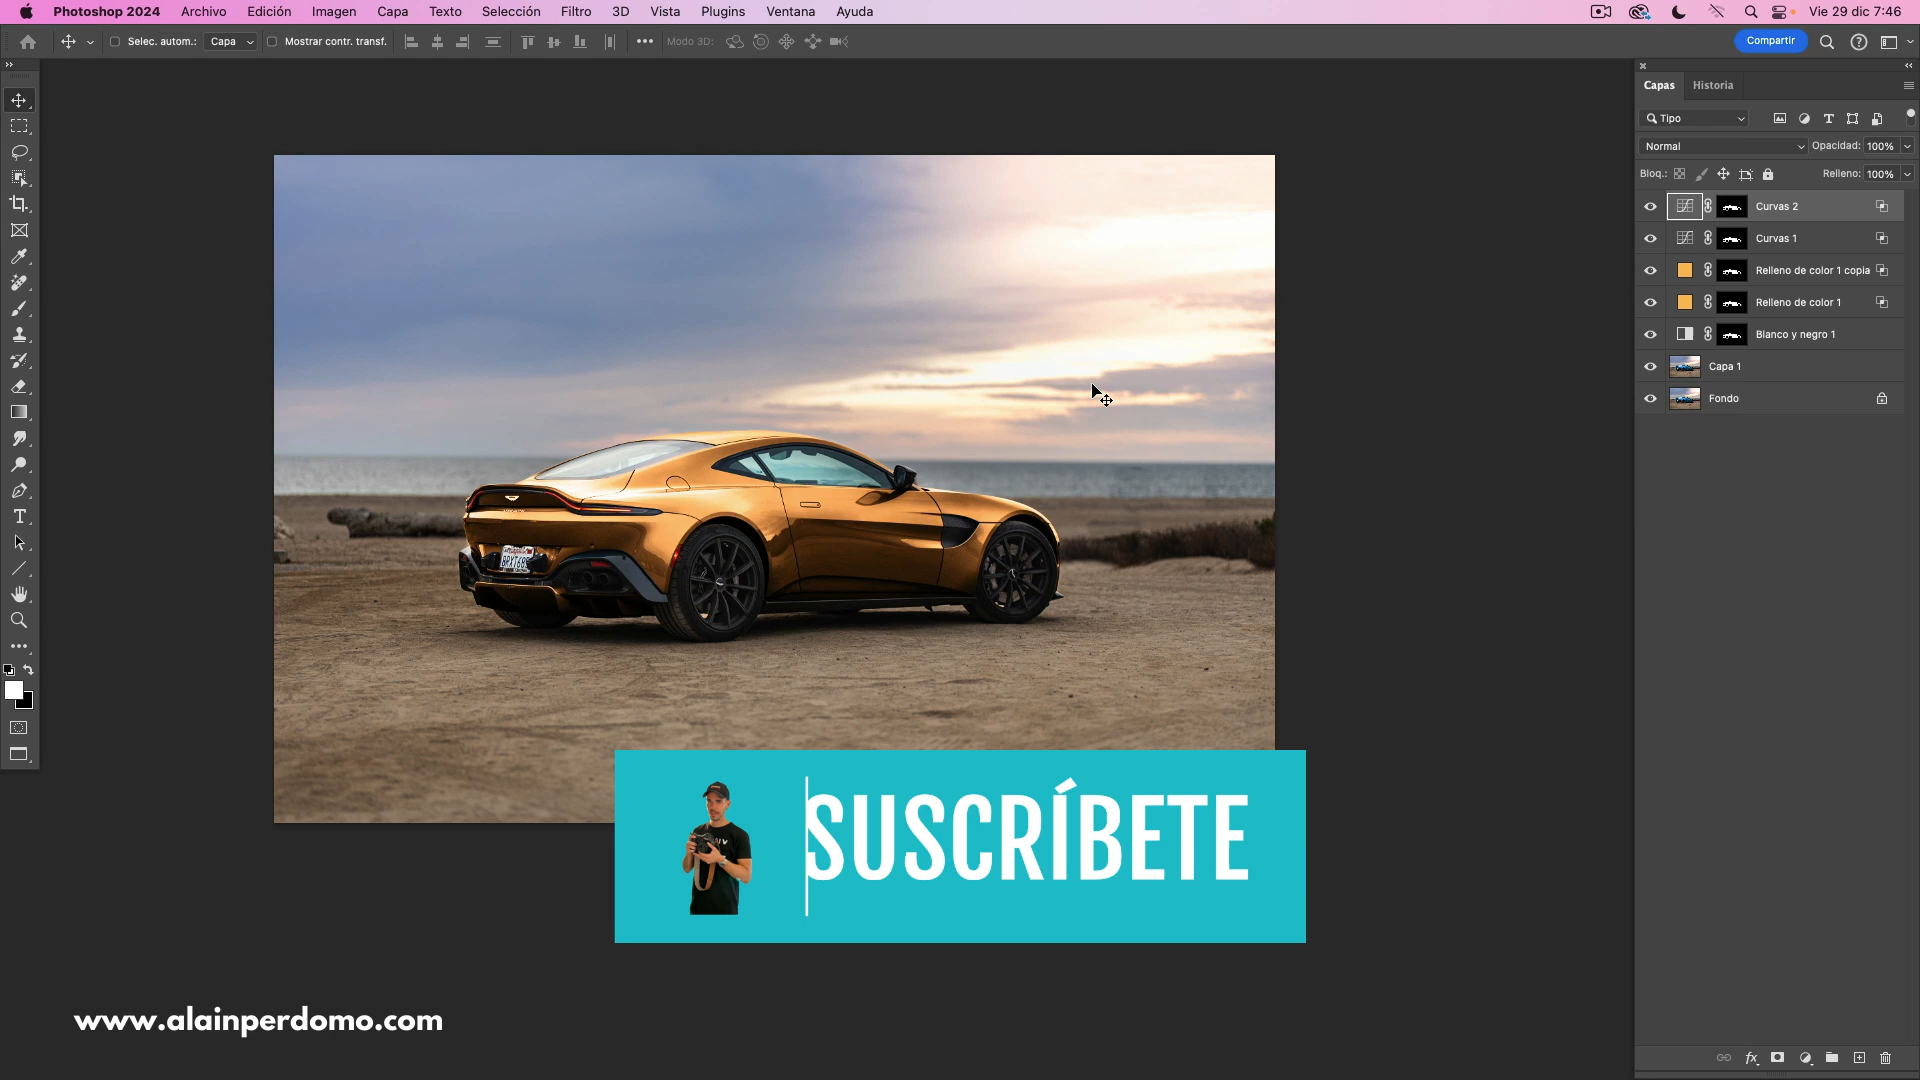 Photoshop 2024 Archivo Edición Imagen Capa Texto Selección Filtro 3D Vista Plugins Ventana Ayuda Vie 29 dic 7:46
Selec. autom.: Capa Mostrar contr. transf. Modo 3D: Compartir
Capas Historia
Tipo
Normal Opacidad: 100%
Bloq.: Relleno: 100%
Curvas 2
Curvas 1
Relleno de color 1 copia
Relleno de color 1
Blanco y negro 1
Capa 1
Fondo
SUSCRÍBETE
www.alainperdomo.com